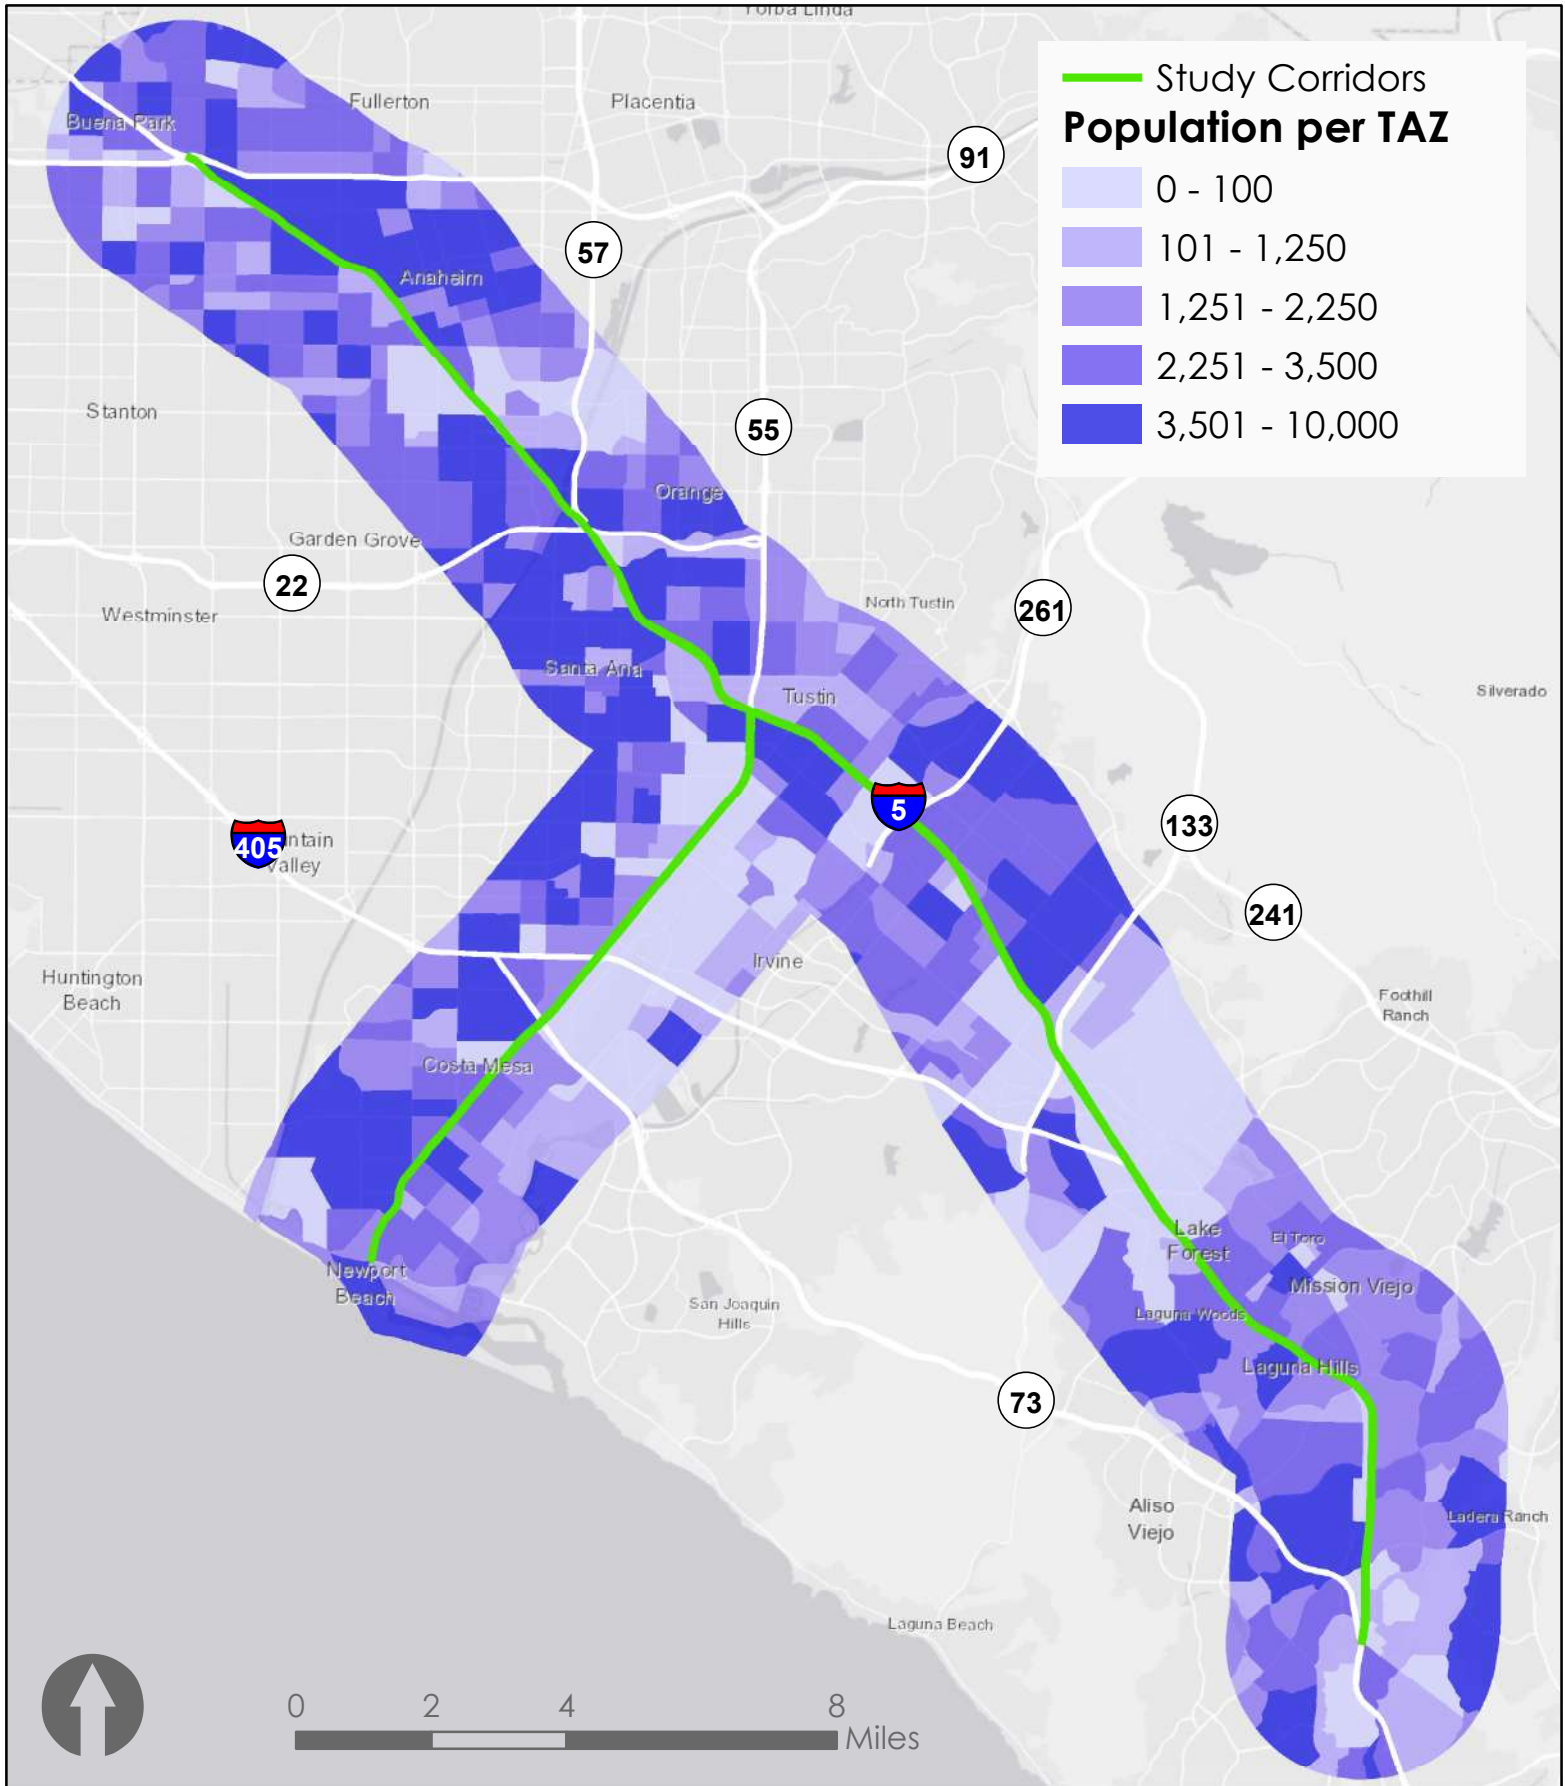 Yorba Linda
Study Corridors
Population per TAZ
0 - 100
101 - 1,250
1,251 - 2,250
2,251 - 3,500
3,501 - 10,000
Fullerton
Placentia
Buena Park
91
57
Anaheim
Stanton
55
Orange
Garden Grove
22
Westminster
North Tustin
261
Santa Ana
Tustin
Silverado
5
133
405
ntain
Valley
241
Irvine
Huntington
Beach
Foothill
Ranch
Costa Mesa
Lake
Forest
El Toro
Newport
Beach
Mission Viejo
San Joaquin
Hills
Laguna Woods
Laguna Hills
73
Aliso
Viejo
Ladera Ranch
Laguna Beach
0 2 4 8
Miles